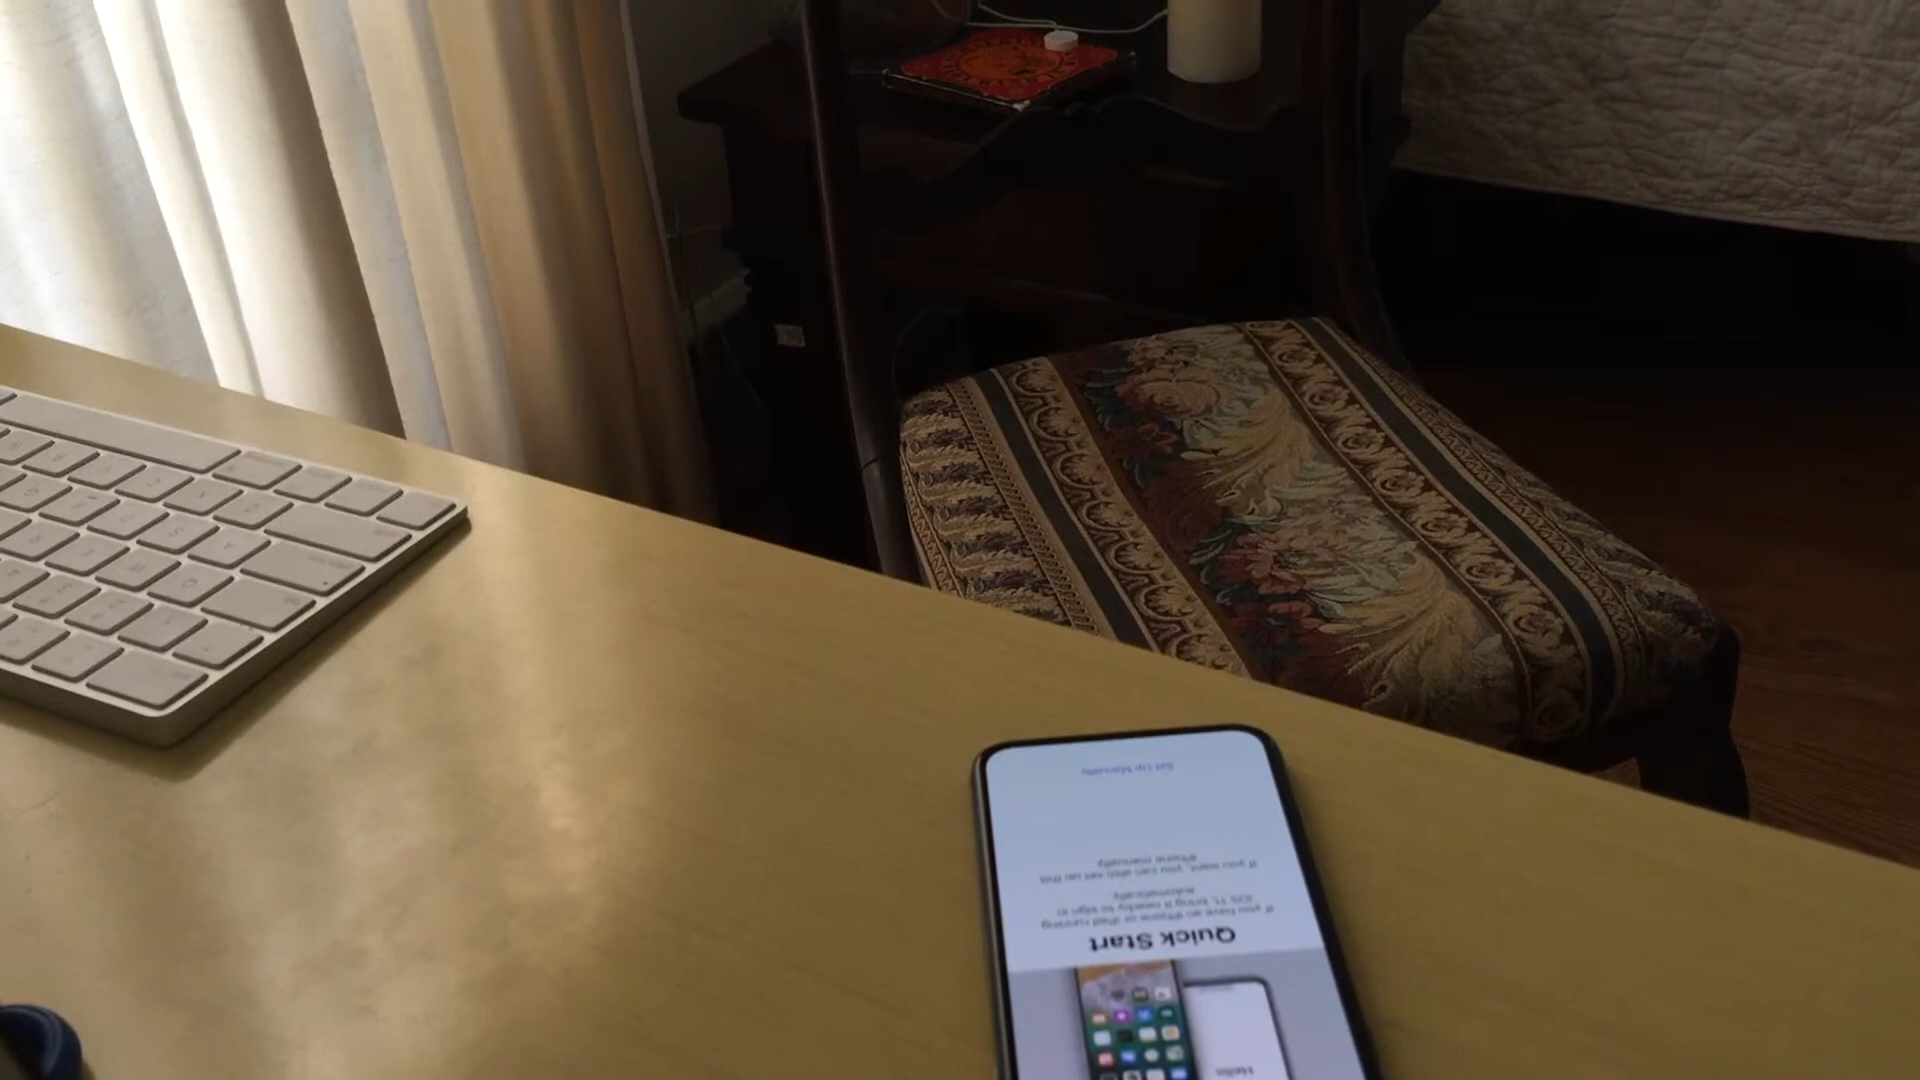 Quick Start
If you have an iPhone or iPad running
iOS 11, bring it nearby to sign in
automatically.
If you want, you can also set up this
iPhone manually.
Set Up Manually
Hello